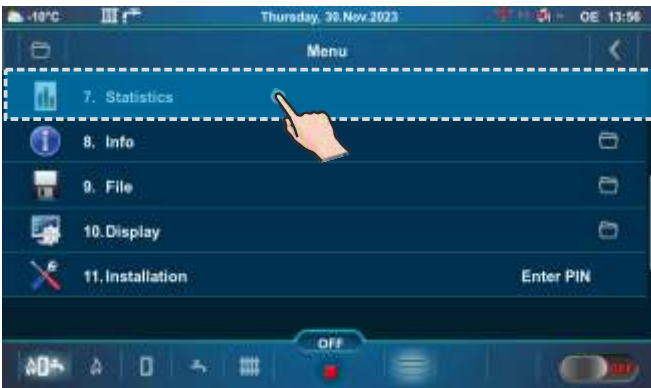 -10°C Thursday, 30.Nov.2023 OE 13:56
Menu
7. Statistics
8. Info
9. File
10.Display
11.Installation Enter PIN
OFF
OFF